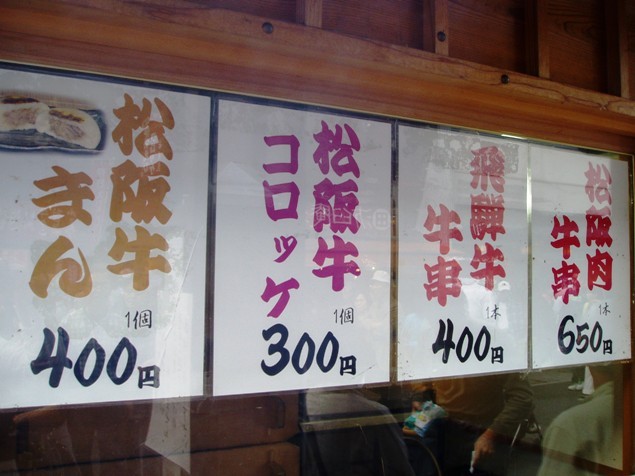 松阪牛
まん
1個
400円
松阪牛
コロッケ
1個
300円
飛騨牛
牛串
1本
400円
松阪肉
牛串
1本
650円